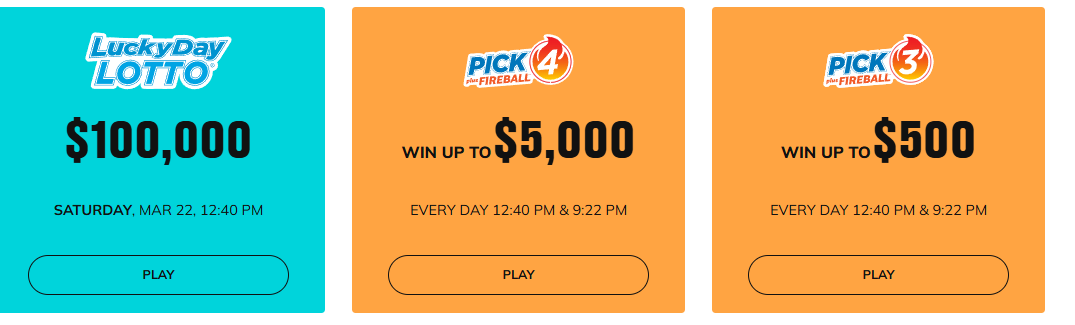 LuckyDay
LOTTO
$100,000
SATURDAY, MAR 22, 12:40 PM
PLAY
PICK 4
plus FIREBALL
WIN UP TO $5,000
EVERY DAY 12:40 PM & 9:22 PM
PLAY
PICK 3
plus FIREBALL
WIN UP TO $500
EVERY DAY 12:40 PM & 9:22 PM
PLAY